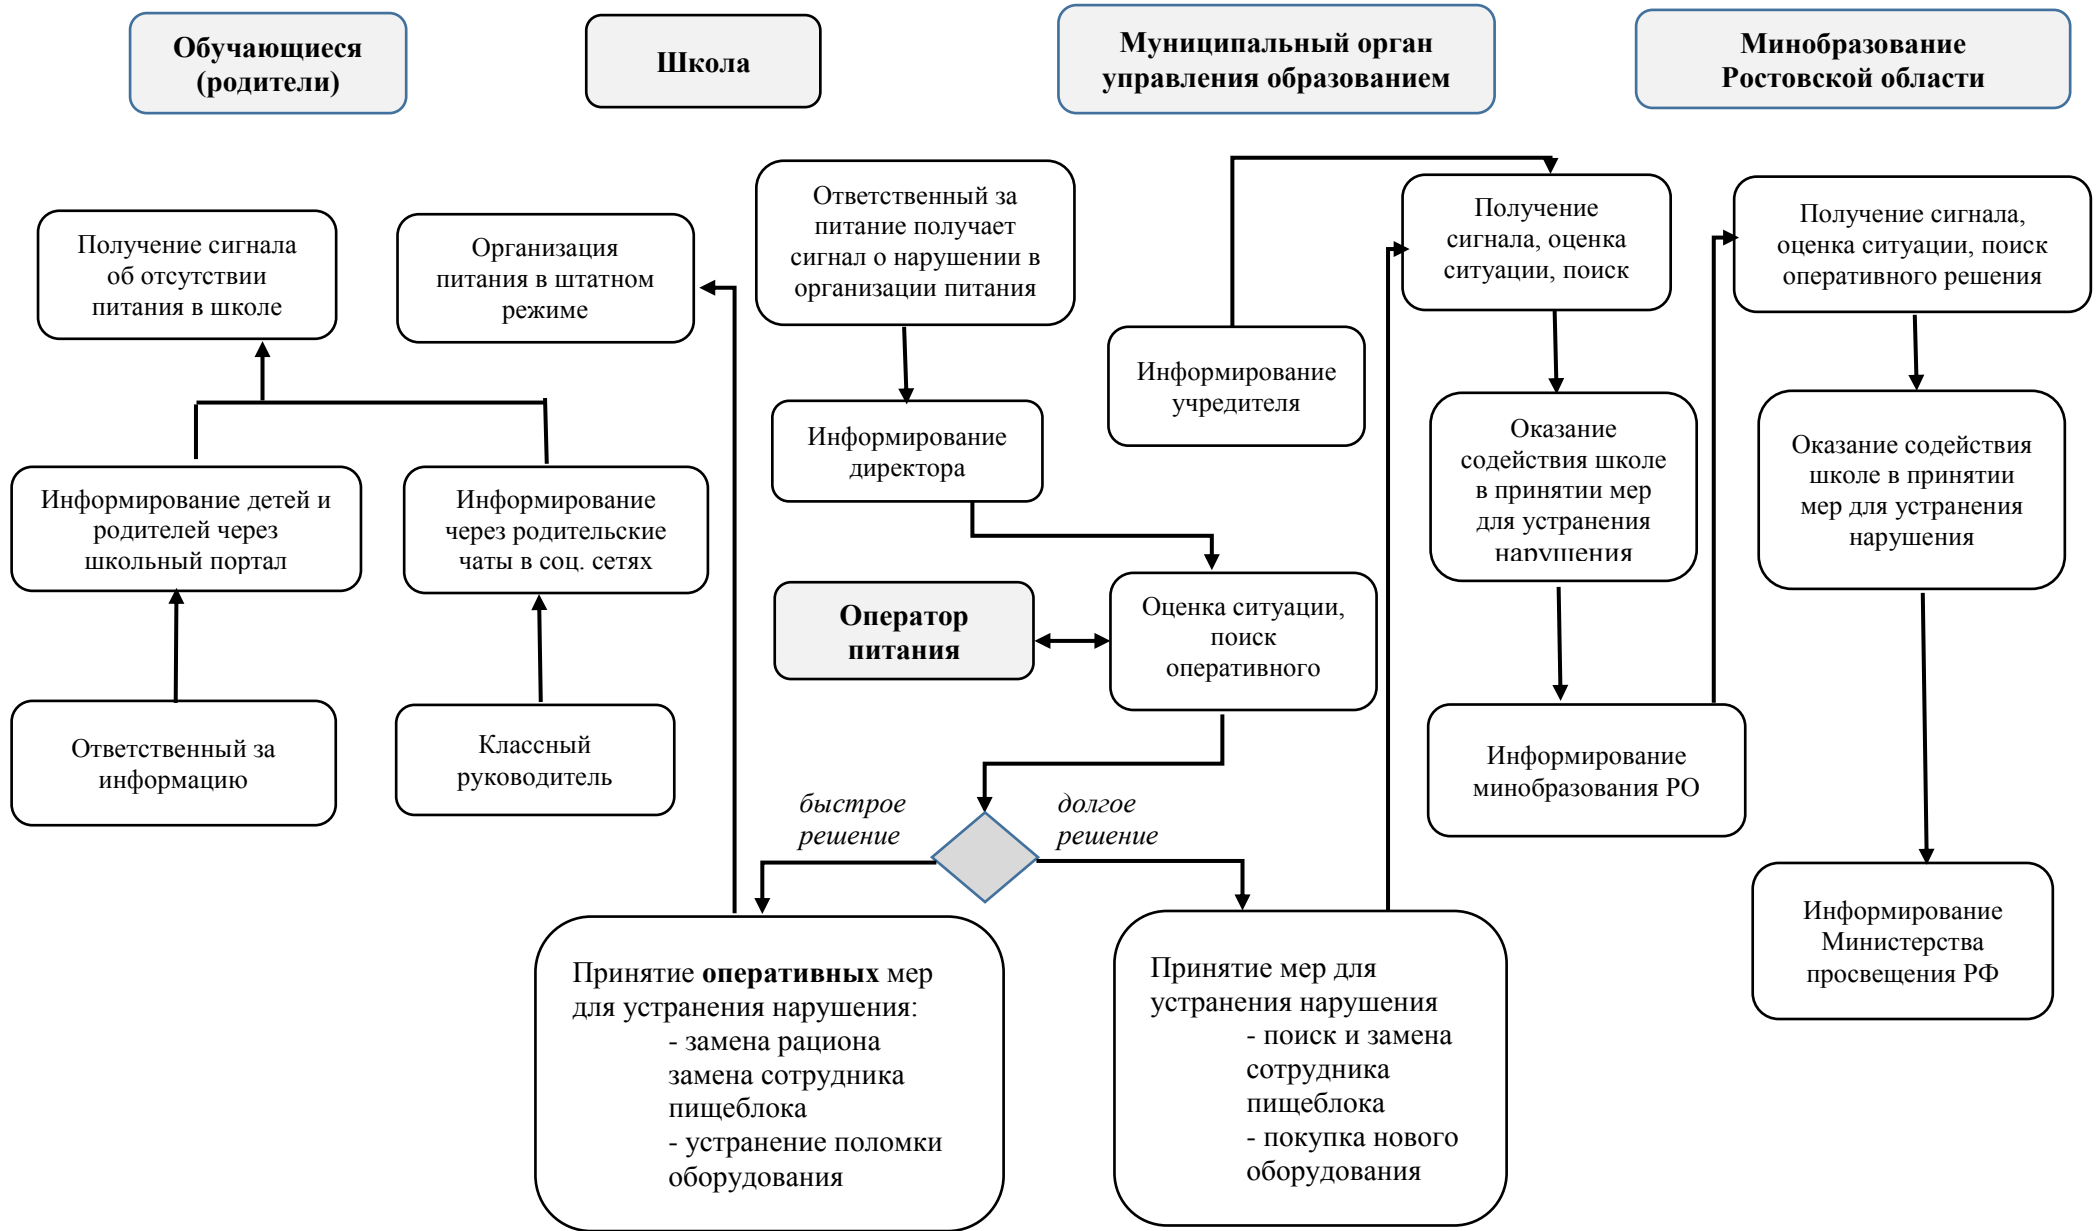 Обучающиеся
(родители)
Школа
Муниципальный орган
управления образованием
Минобразование
Ростовской области
Получение сигнала
об отсутствии
питания в школе
Организация
питания в штатном
режиме
Ответственный за
питание получает
сигнал о нарушении в
организации питания
Информирование
учредителя
Получение
сигнала, оценка
ситуации, поиск
Получение сигнала,
оценка ситуации, поиск
оперативного решения
Информирование детей и
родителей через
школьный портал
Информирование
через родительские
чаты в соц. сетях
Информирование
директора
Оказание
содействия школе
в принятии мер
для устранения
нарушения
Оказание содействия
школе в принятии
мер для устранения
нарушения
Оператор
питания
Оценка ситуации,
поиск
оперативного
Ответственный за
информацию
Классный
руководитель
Информирование
минобразования РО
быстрое
решение
долгое
решение
Информирование
Министерства
просвещения РФ
Принятие оперативных мер
для устранения нарушения:
- замена рациона
замена сотрудника
пищеблока
- устранение поломки
оборудования
Принятие мер для
устранения нарушения
- поиск и замена
сотрудника
пищеблока
- покупка нового
оборудования